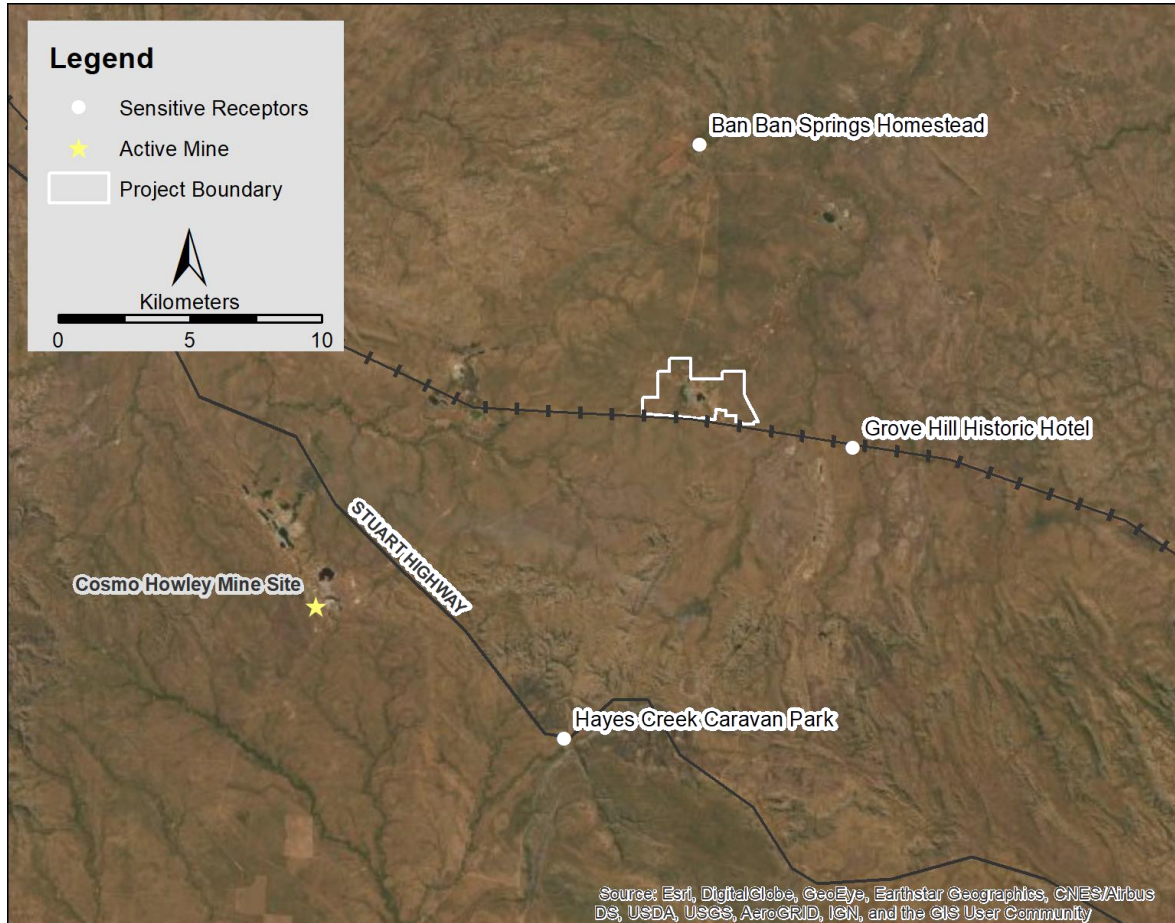 Legend
Sensitive Receptors
Active Mine
Project Boundary
Kilometers
0 5 10
Ban Ban Springs Homestead
Grove Hill Historic Hotel
STUART HIGHWAY
Cosmo Howley Mine Site
Hayes Creek Caravan Park
Source: Esri, DigitalGlobe, GeoEye, Earthstar Geographics, CNES/Airbus
DS, USDA, USGS, AeroGRID, IGN, and the GIS User Community